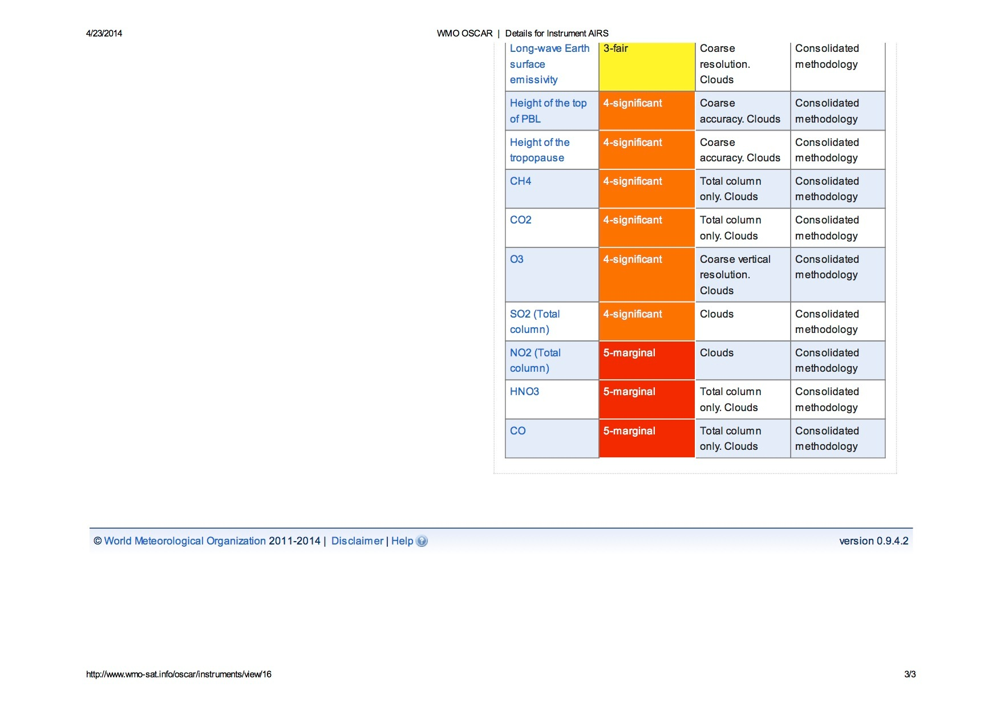 4/23/2014 WMO OSCAR | Details for Instrument AIRS
Long-wave Earth 3-fair Coarse Consolidated
surface resolution. methodology
emissivity Clouds
Height of the top 4-significant Coarse Consolidated
of PBL accuracy. Clouds methodology
Height of the 4-significant Coarse Consolidated
tropopause accuracy. Clouds methodology
CH4 4-significant Total column Consolidated
only. Clouds methodology
CO2 4-significant Total column Consolidated
only. Clouds methodology
O3 4-significant Coarse vertical Consolidated
resolution. methodology
Clouds
SO2 (Total 4-significant Clouds Consolidated
column) methodology
NO2 (Total 5-marginal Clouds Consolidated
column) methodology
HNO3 5-marginal Total column Consolidated
only. Clouds methodology
CO 5-marginal Total column Consolidated
only. Clouds methodology
© World Meteorological Organization 2011-2014 | Disclaimer | Help ? version 0.9.4.2
http://www.wmo-sat.info/oscar/instruments/view/16 3/3